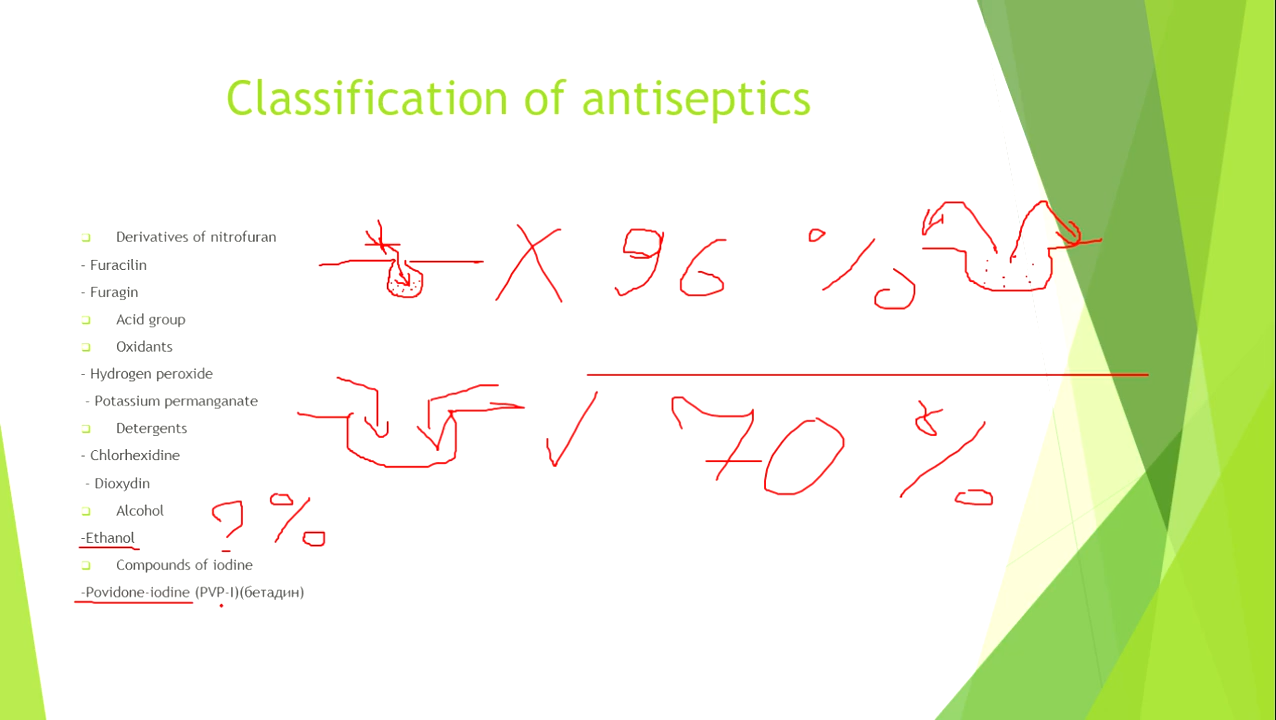 Classification of antiseptics
Derivatives of nitrofuran
- Furacilin
- Furagin
Acid group
Oxidants
- Hydrogen peroxide
- Potassium permanganate
Detergents
- Chlorhexidine
- Dioxydin
Alcohol
-Ethanol
Compounds of iodine
-Povidone-iodine (PVP-I)(бетадин)
? %
X 96 %
70 %